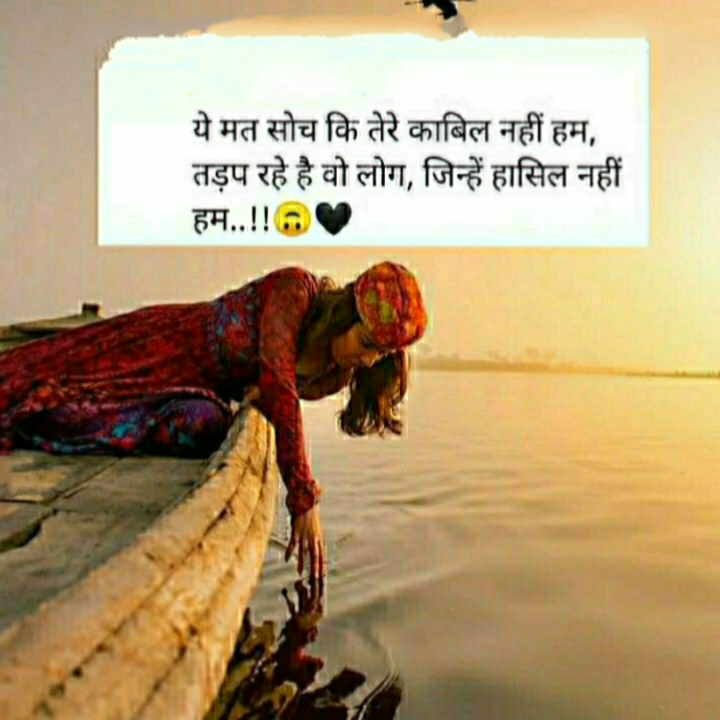 ये मत सोच कि तेरे काबिल नहीं हम,
तड़प रहे है वो लोग, जिन्हें हासिल नहीं
हम..!!🙃🖤